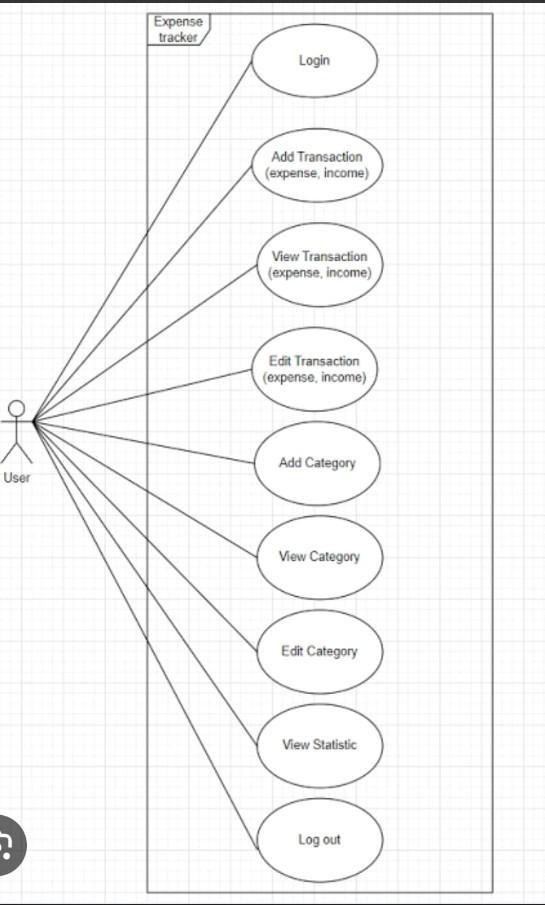 Expense
tracker
Login
Add Transaction
(expense, income)
View Transaction
(expense, income)
Edit Transaction
(expense, income)
Add Category
User
View Category
Edit Category
View Statistic
Log out